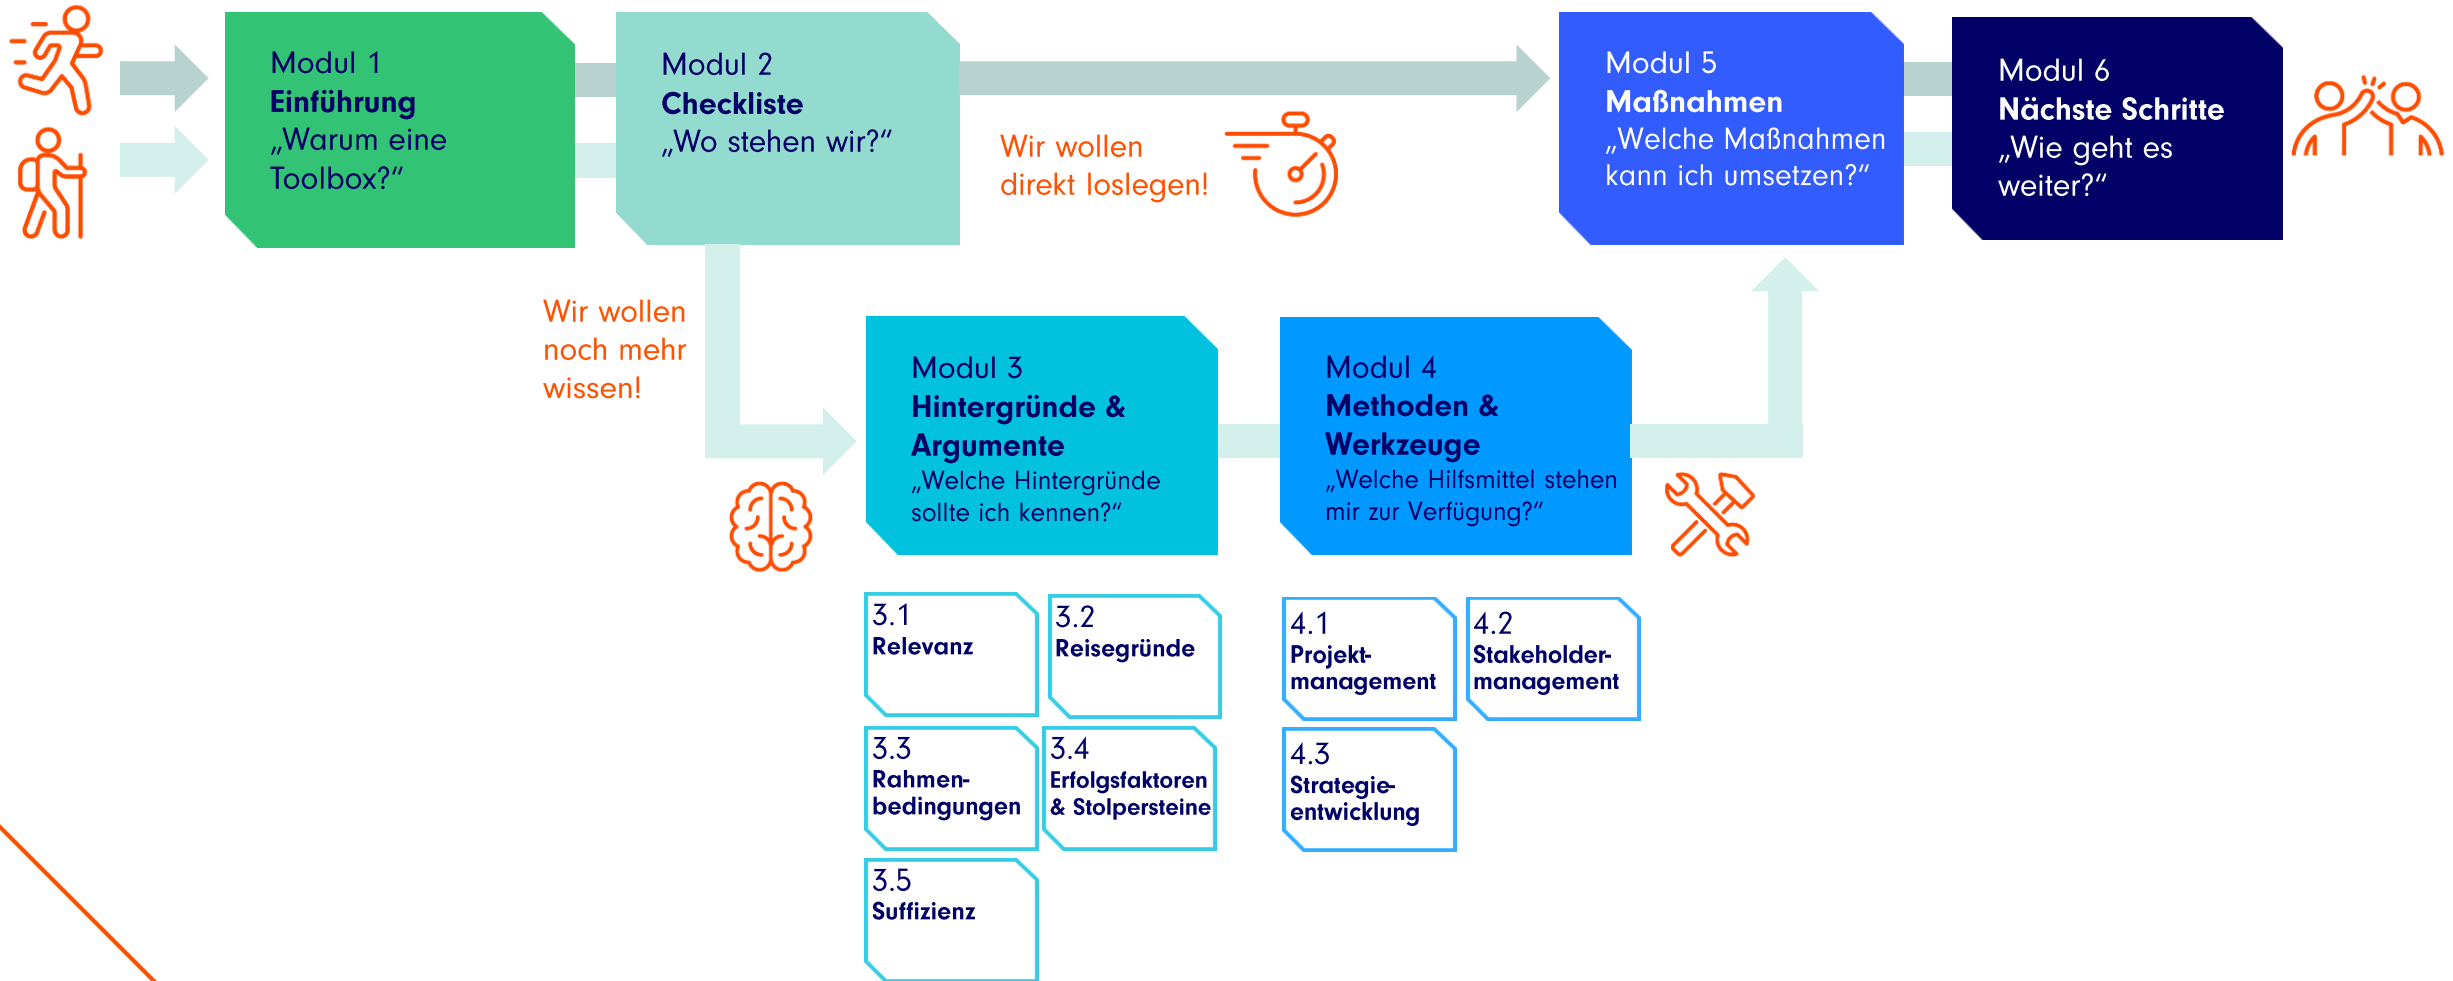 Modul 1
Einführung
„Warum eine
Toolbox?“
Modul 2
Checkliste
„Wo stehen wir?“
Wir wollen
direkt loslegen!
Modul 5
Maßnahmen
„Welche Maßnahmen
kann ich umsetzen?“
Modul 6
Nächste Schritte
„Wie geht es
weiter?“
Wir wollen
noch mehr
wissen!
Modul 3
Hintergründe &
Argumente
„Welche Hintergründe
sollte ich kennen?“
Modul 4
Methoden &
Werkzeuge
„Welche Hilfsmittel stehen
mir zur Verfügung?“
3.1
Relevanz
3.2
Reisegründe
3.3
Rahmen-
bedingungen
3.4
Erfolgsfaktoren
& Stolpersteine
3.5
Suffizienz
4.1
Projekt-
management
4.2
Stakeholder-
management
4.3
Strategie-
entwicklung